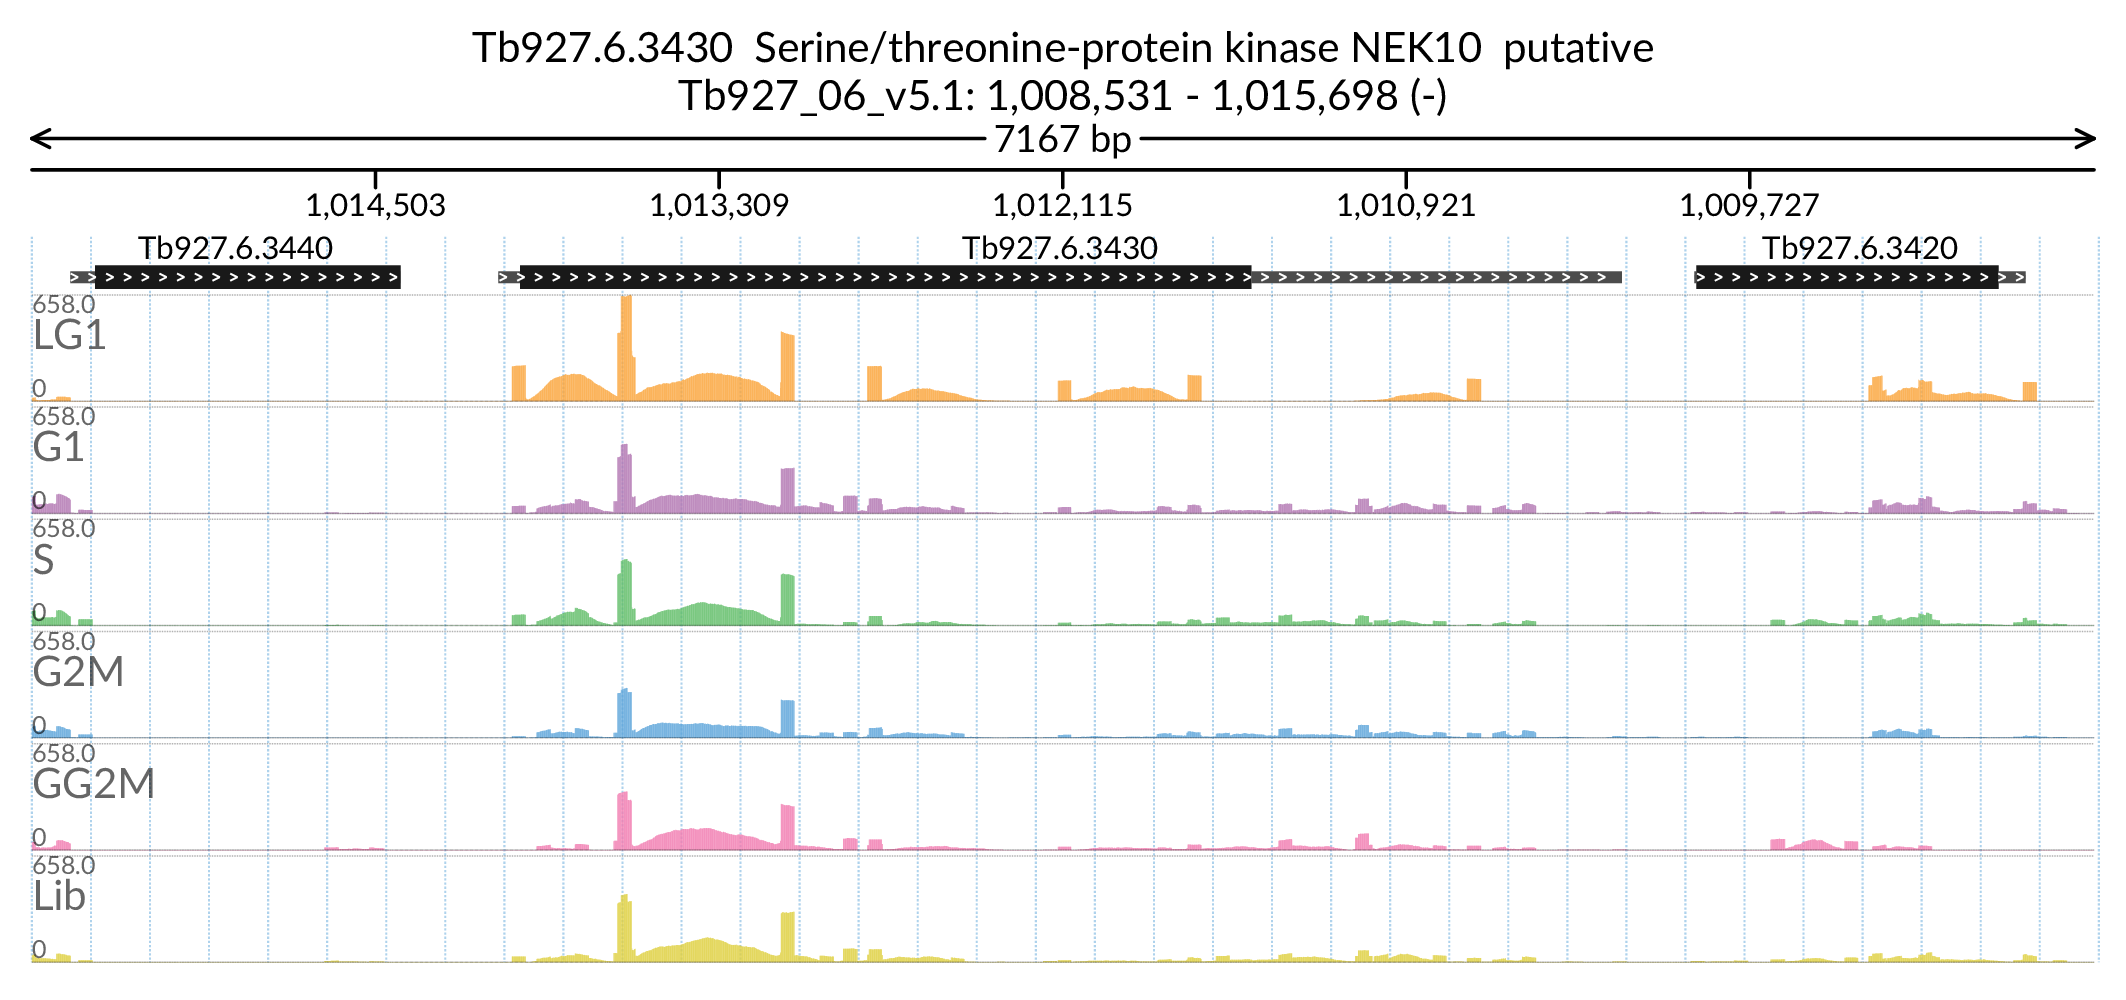 Tb927.6.3430  Serine/threonine-protein kinase NEK10  putative
Tb927_06_v5.1: 1,008,531 - 1,015,698 (-)
7167 bp
1,014,503 1,013,309 1,012,115 1,010,921 1,009,727
Tb927.6.3440 Tb927.6.3430 Tb927.6.3420
658.0
LG1
0
658.0
G1
0
658.0
S
0
658.0
G2M
0
658.0
GG2M
0
658.0
Lib
0